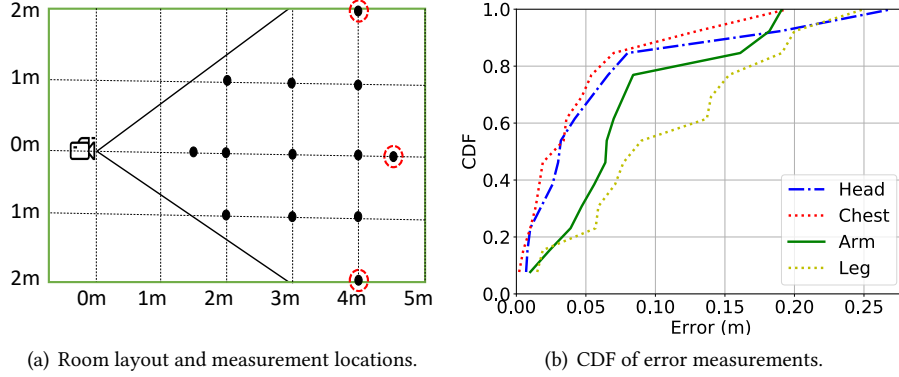 2m
1m
0m
1m
2m
0m 1m 2m 3m 4m 5m
(a) Room layout and measurement locations.
1.0
0.8
0.6
0.4
0.2
0.0
CDF
Head
Chest
Arm
Leg
0.00 0.05 0.10 0.15 0.20 0.25
Error (m)
(b) CDF of error measurements.